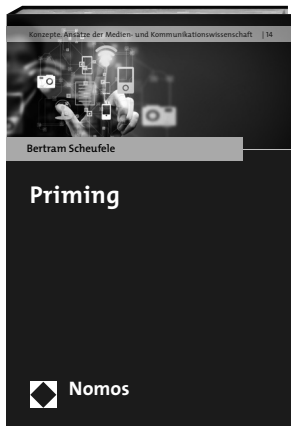 Konzepte. Ansätze der Medien- und Kommunikationswissenschaft | 14
Bertram Scheufele
Priming
Nomos